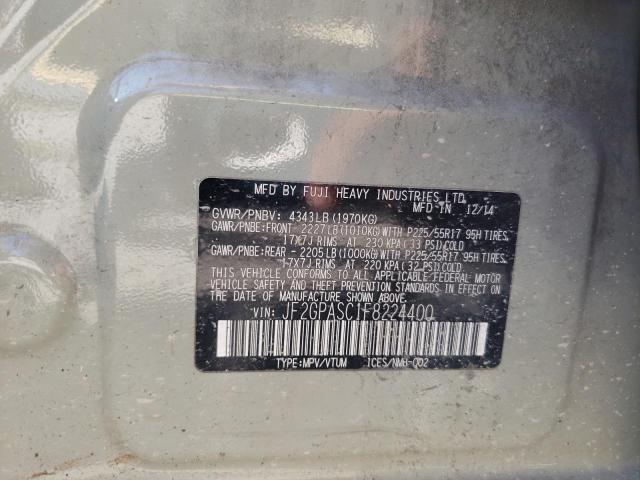 MFD BY FUJI HEAVY INDUSTRIES LTD.
MFD IN 12/14
GVWR/PNBV: 4343LB (1970KG)
GAWR/PNBE:FRONT 2227LB(1010KG)WITH P225/55R17 95H TIRES,
17X7J RIMS AT 230 KPA(33 PSI)COLD
GAWR/PNBE:REAR - 2205LB(1000KG)WITH P225/55R17 95H TIRES,
17X7J RIMS AT 220 KPA(32 PSI)COLD
THIS VEHICLE CONFORMS TO ALL APPLICABLE FEDERAL MOTOR
VEHICLE SAFETY AND THEFT PREVENTION STANDARDS IN EFFECT
ON THE DATE OF MANUFACTURE SHOWN ABOVE.
VIN: JF2GPASC1F8224400
TYPE:MPV/VTUM ICES/NMB-002